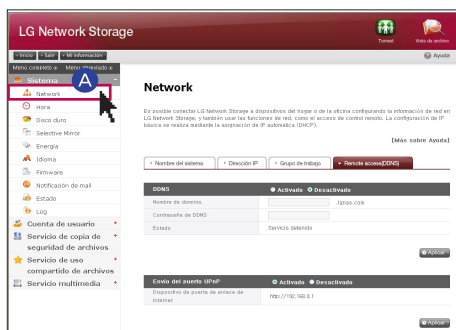 LG Network Storage
Torrent
Vista de archivo
Inicio
Salir
Mi información
Ayuda
Menu completo
Sistema
A
Network
Hora
Disco duro
Selective Mirror
Energía
Idioma
Firmware
Notificación de mail
Estado
Log
Cuenta de usuario
Servicio de copia de
seguridad de archivos
Servicio de uso
compartido de archivos
Servicio multimedia
Network
Es posible conectar LG Network Storage a dispositivos del hogar o de la oficina configurando la información de red en
LG Network Storage, y también usar las funciones de red, como el acceso de control remoto. La configuración de IP
básica se realiza mediante la asignación de IP automática (DHCP).
[Más sobre Ayuda]
Nombre del sistema
Dirección IP
Grupo de trabajo
Remote access(DDNS)
DDNS
Activado
Desactivado
Nombre de dominio.
.lgnas.com
Contraseña de DDNS
Estado
Servicio detenido
Aplicar
Envío del puerto UPnP
Activado
Desactivado
Dispositivo de puerta de enlace de
Internet
http://192.168.0.1
Aplicar